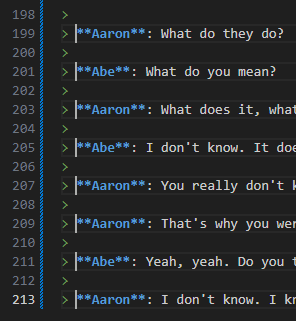 198 >
199 > **Aaron**: What do they do?
200 >
201 > **Abe**: What do you mean?
202 >
203 > **Aaron**: What does it, what
204 >
205 > **Abe**: I don't know. It doe
206 >
207 > **Aaron**: You really don't k
208 >
209 > **Aaron**: That's why you wer
210 >
211 > **Abe**: Yeah, yeah. Do you t
212 >
213 > **Aaron**: I don't know. I kn